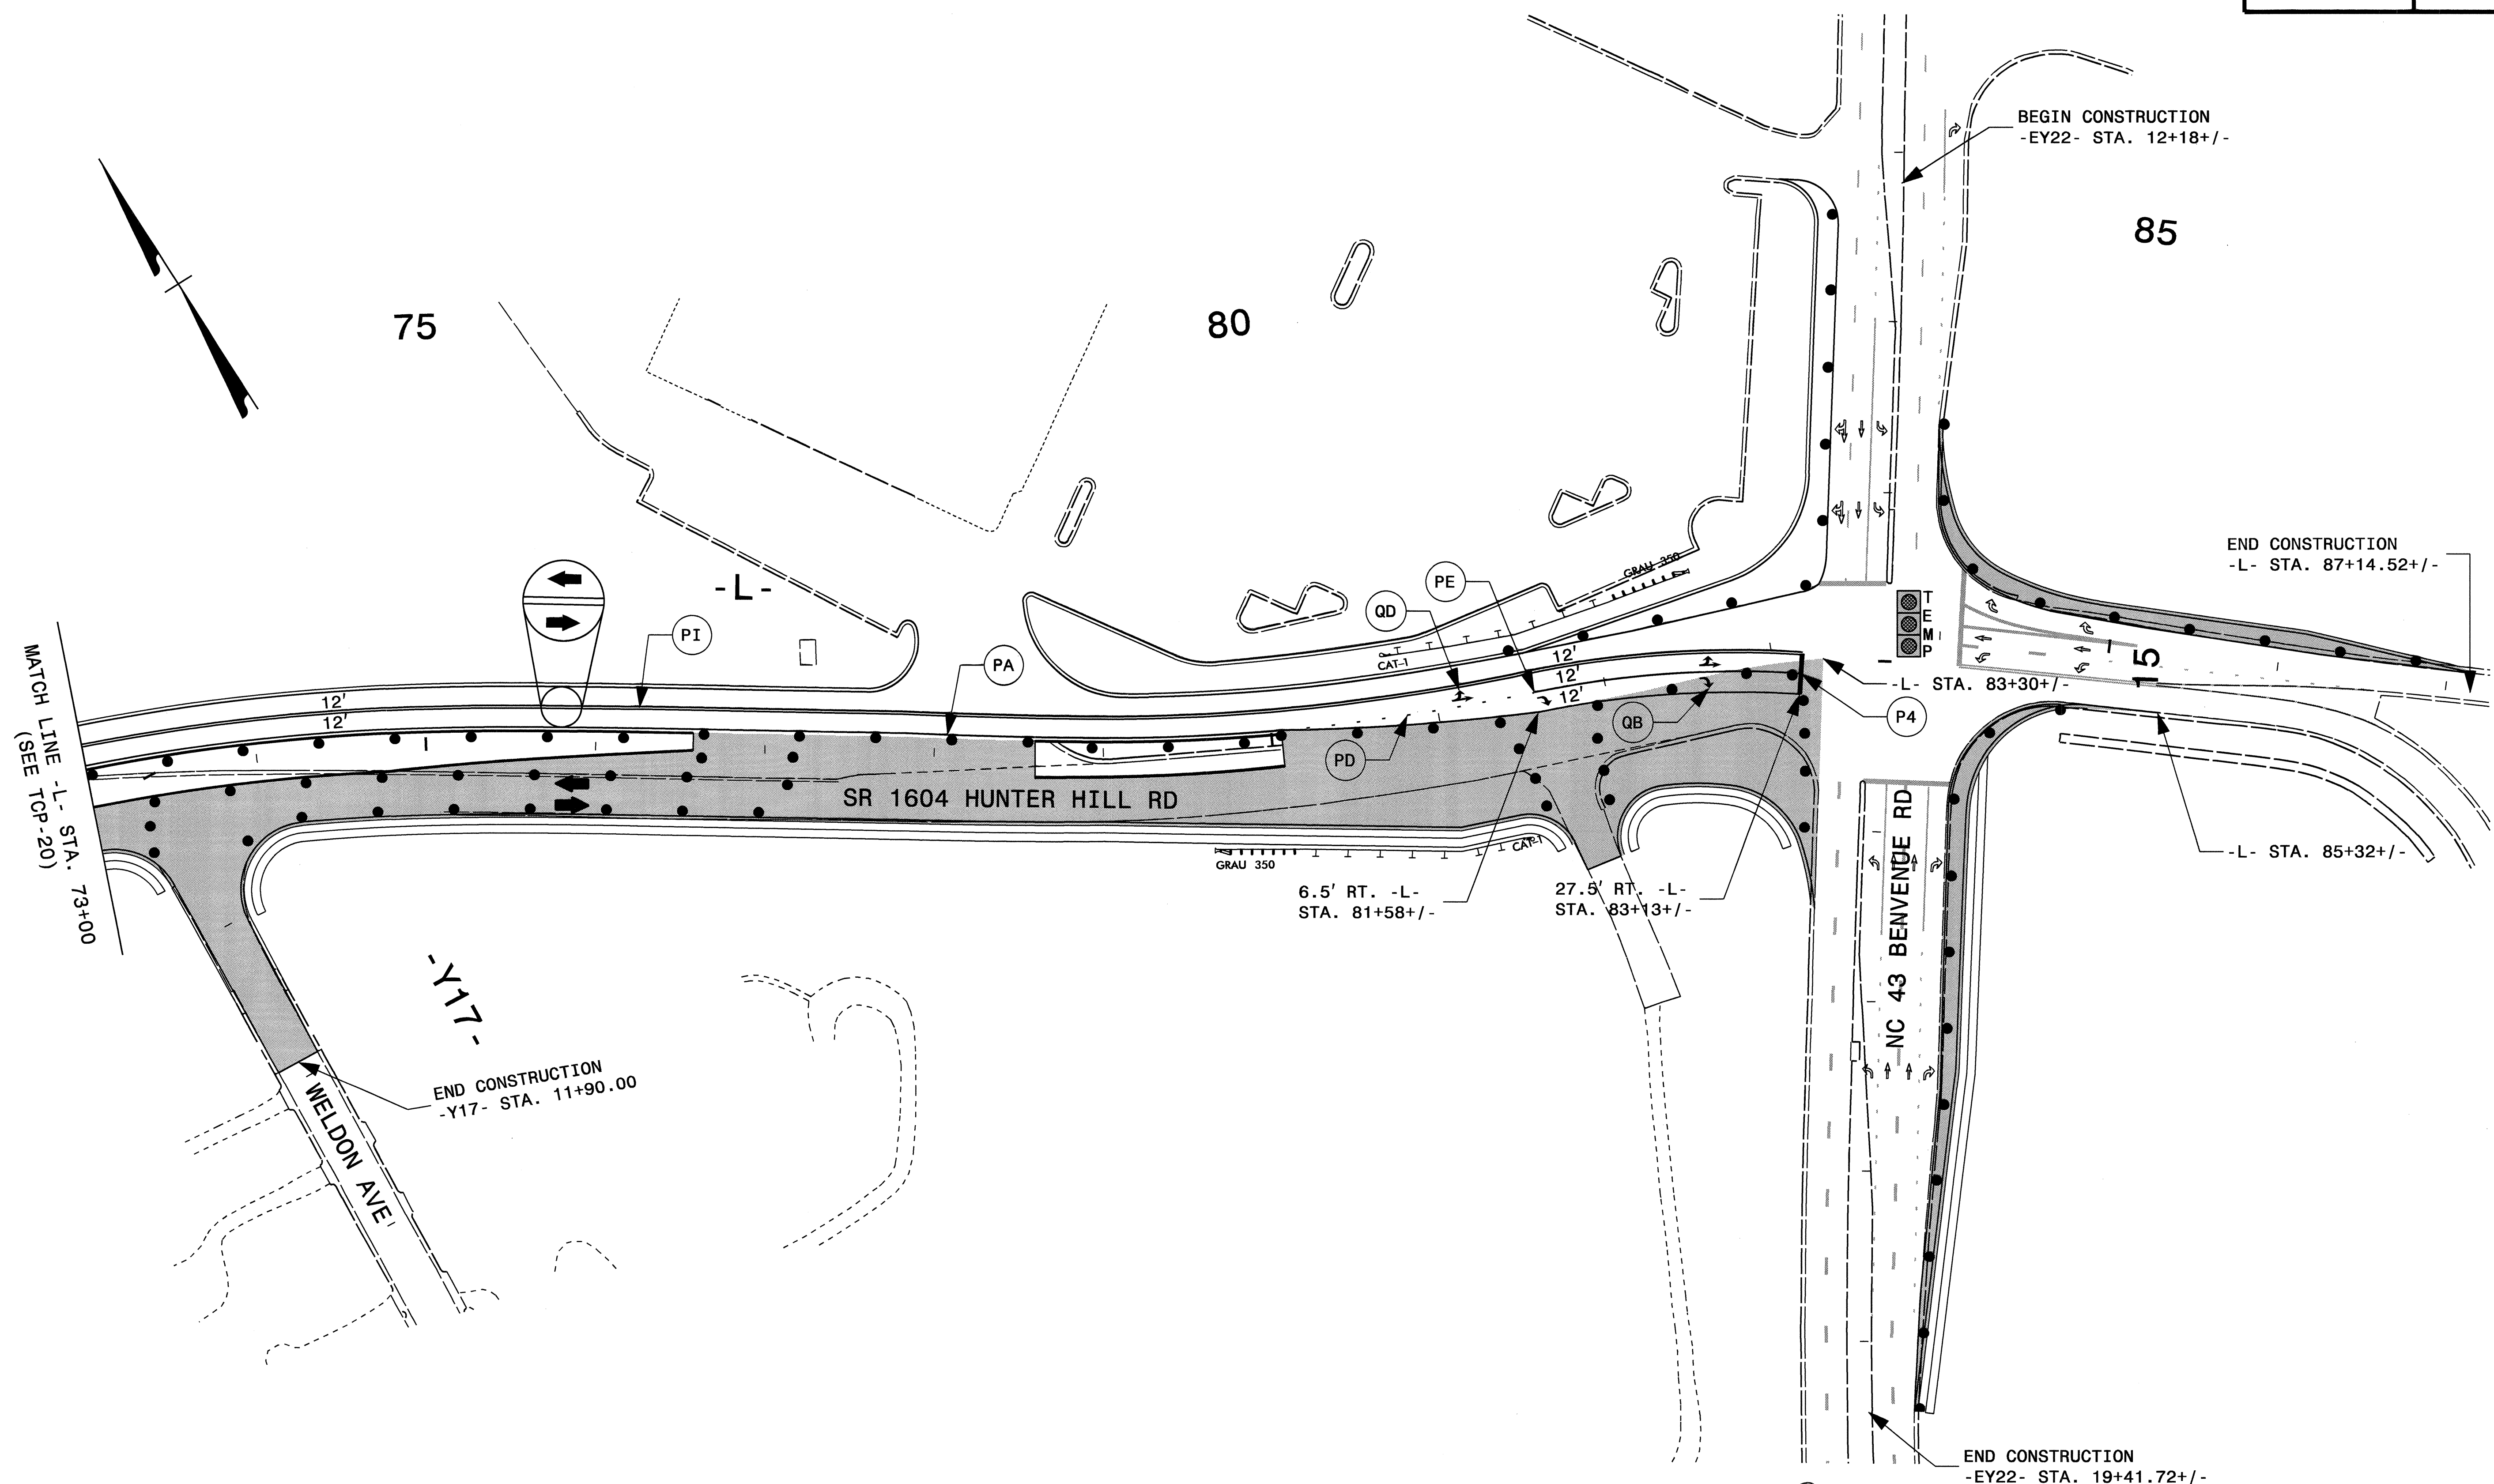 BEGIN CONSTRUCTION
-EY22- STA. 12+18+/-
85
75
80
END CONSTRUCTION
-L- STA. 87+14.52+/-
GRAU 350
-L-
PE
QD
TEMP
PI
PA
CAT-1
12'
12'
12'
15
12'
12'
-L- STA. 83+30+/-
P4
QB
PD
MATCH LINE -L- STA. 73+00
(SEE TCP-20)
SR 1604 HUNTER HILL RD
CAT-1
GRAU 350
6.5' RT. -L-
STA. 81+58+/-
27.5' RT. -L-
STA. 83+13+/-
-L- STA. 85+32+/-
NC 43 BENVENUE RD
-Y17-
END CONSTRUCTION
-Y17- STA. 11+90.00
WELDON AVE
END CONSTRUCTION
-EY22- STA. 19+41.72+/-